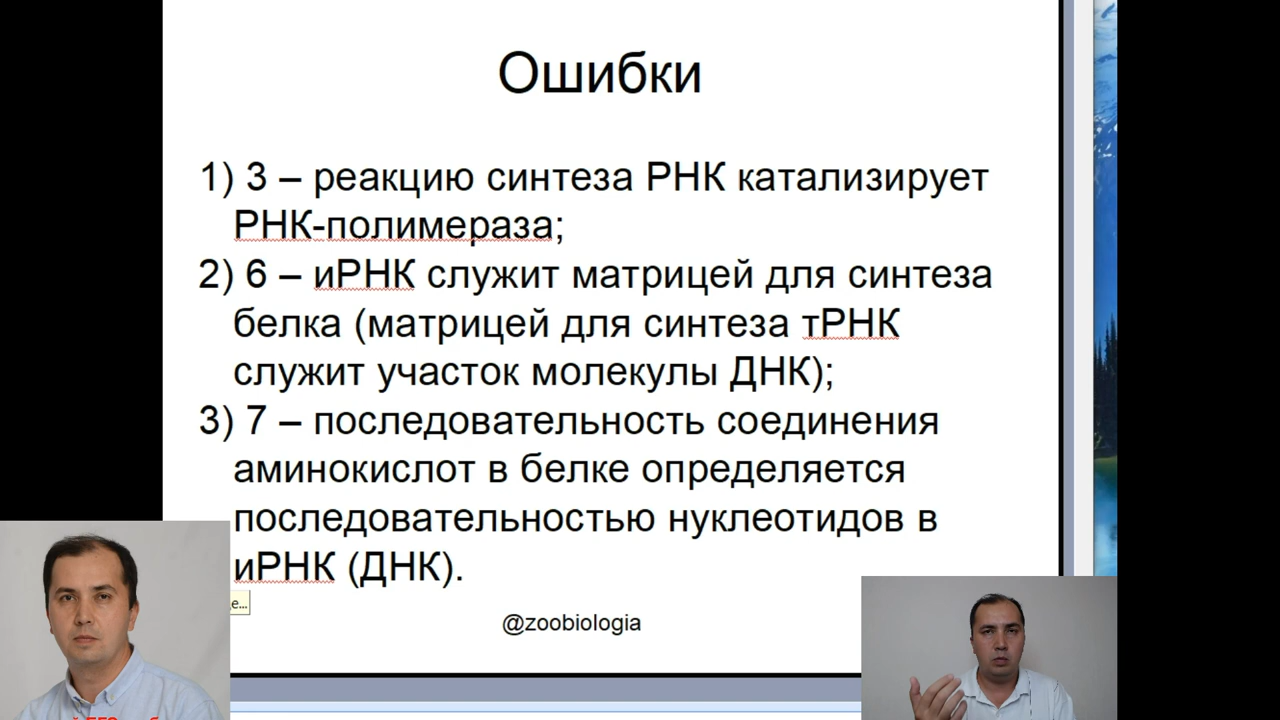 Ошибки
1) 3 – реакцию синтеза РНК катализирует
РНК-полимераза;
2) 6 – иРНК служит матрицей для синтеза
белка (матрицей для синтеза тРНК
служит участок молекулы ДНК);
3) 7 – последовательность соединения
аминокислот в белке определяется
последовательностью нуклеотидов в
иРНК (ДНК).
@zoobiologia